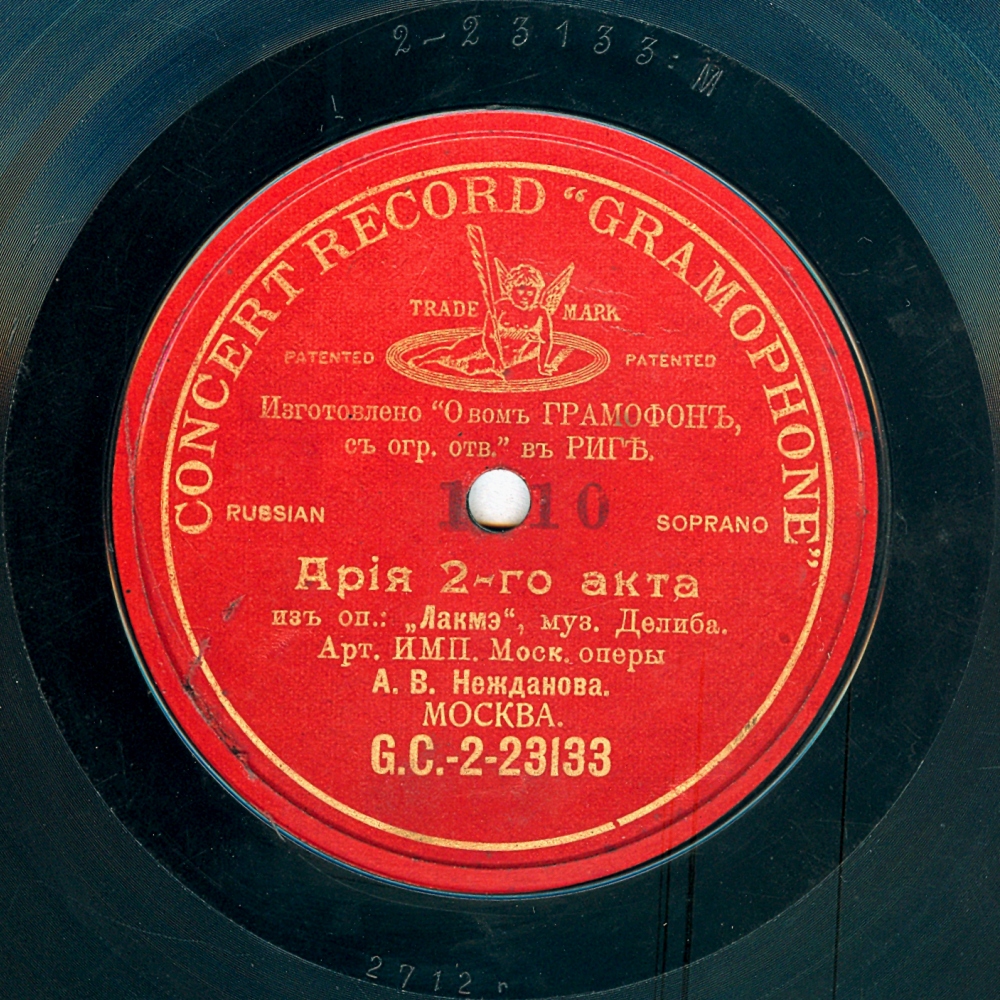 2-23133:M
CONCERT RECORD “GRAMOPHONE”
TRADE MARK
PATENTED PATENTED
Изготовлено “Овомъ ГРАМОФОНЪ,
съ огр. отв.” въ РИГѢ.
10
RUSSIAN SOPRANO
Арія 2-го акта
изъ оп.: „Лакмэ“, муз. Делиба.
Арт. ИМП. Моск. оперы
А. В. Нежданова.
МОСКВА.
G.C.-2-23133
2712 r